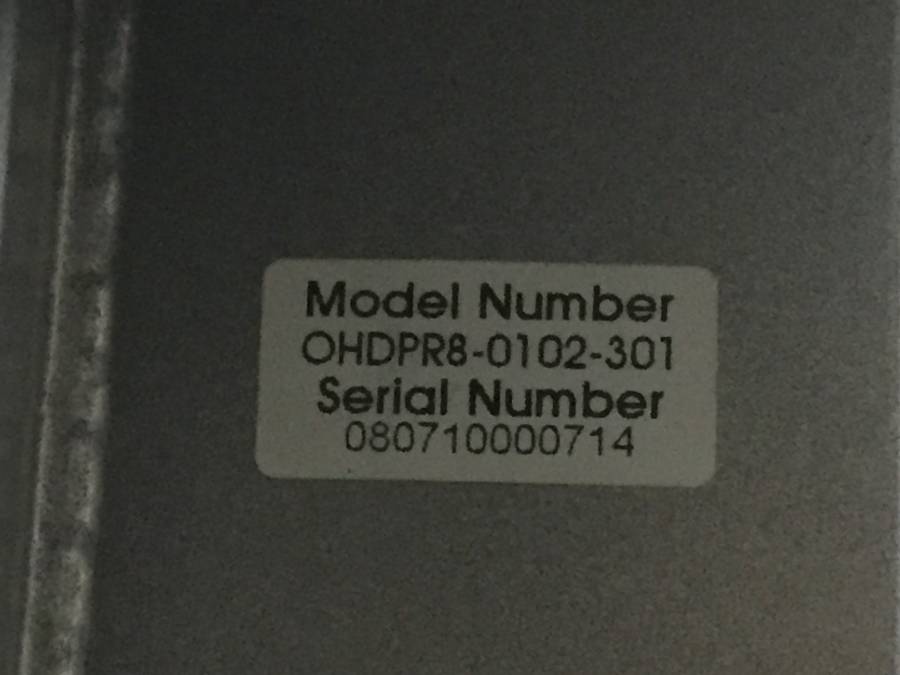 Model Number
OHDPR8-0102-301
Serial Number
080710000714